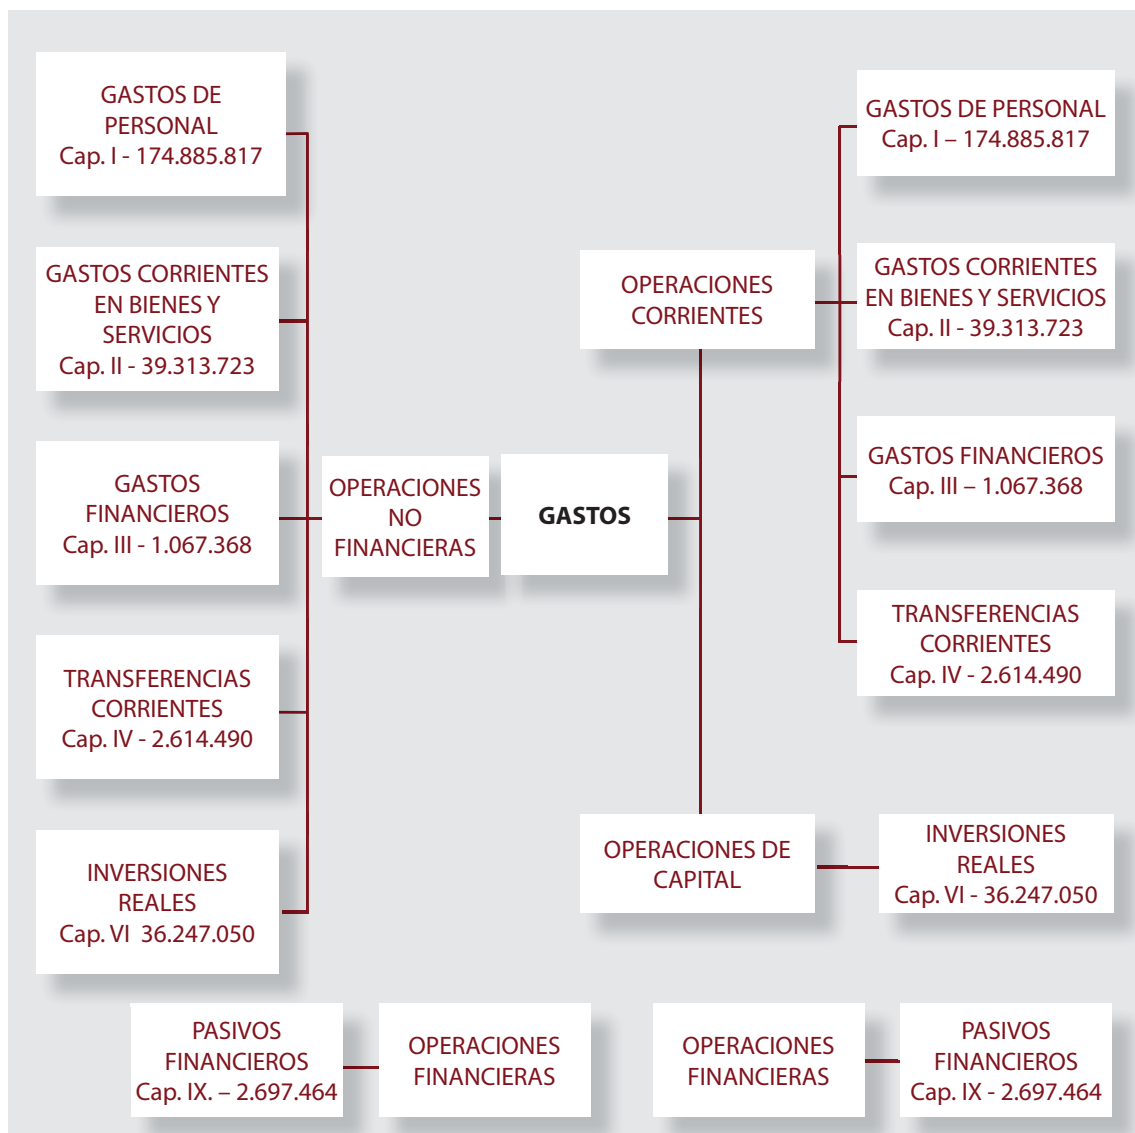 GASTOS DE
PERSONAL
Cap. I - 174.885.817
GASTOS CORRIENTES
EN BIENES Y
SERVICIOS
Cap. II - 39.313.723
GASTOS
FINANCIEROS
Cap. III - 1.067.368
TRANSFERENCIAS
CORRIENTES
Cap. IV - 2.614.490
INVERSIONES
REALES
Cap. VI  36.247.050
OPERACIONES
NO
FINANCIERAS
GASTOS
OPERACIONES
CORRIENTES
GASTOS DE PERSONAL
Cap. I – 174.885.817
GASTOS CORRIENTES
EN BIENES Y SERVICIOS
Cap. II - 39.313.723
GASTOS FINANCIEROS
Cap. III – 1.067.368
TRANSFERENCIAS
CORRIENTES
Cap. IV - 2.614.490
OPERACIONES DE
CAPITAL
INVERSIONES
REALES
Cap. VI - 36.247.050
PASIVOS
FINANCIEROS
Cap. IX. – 2.697.464
OPERACIONES
FINANCIERAS
OPERACIONES
FINANCIERAS
PASIVOS
FINANCIEROS
Cap. IX - 2.697.464